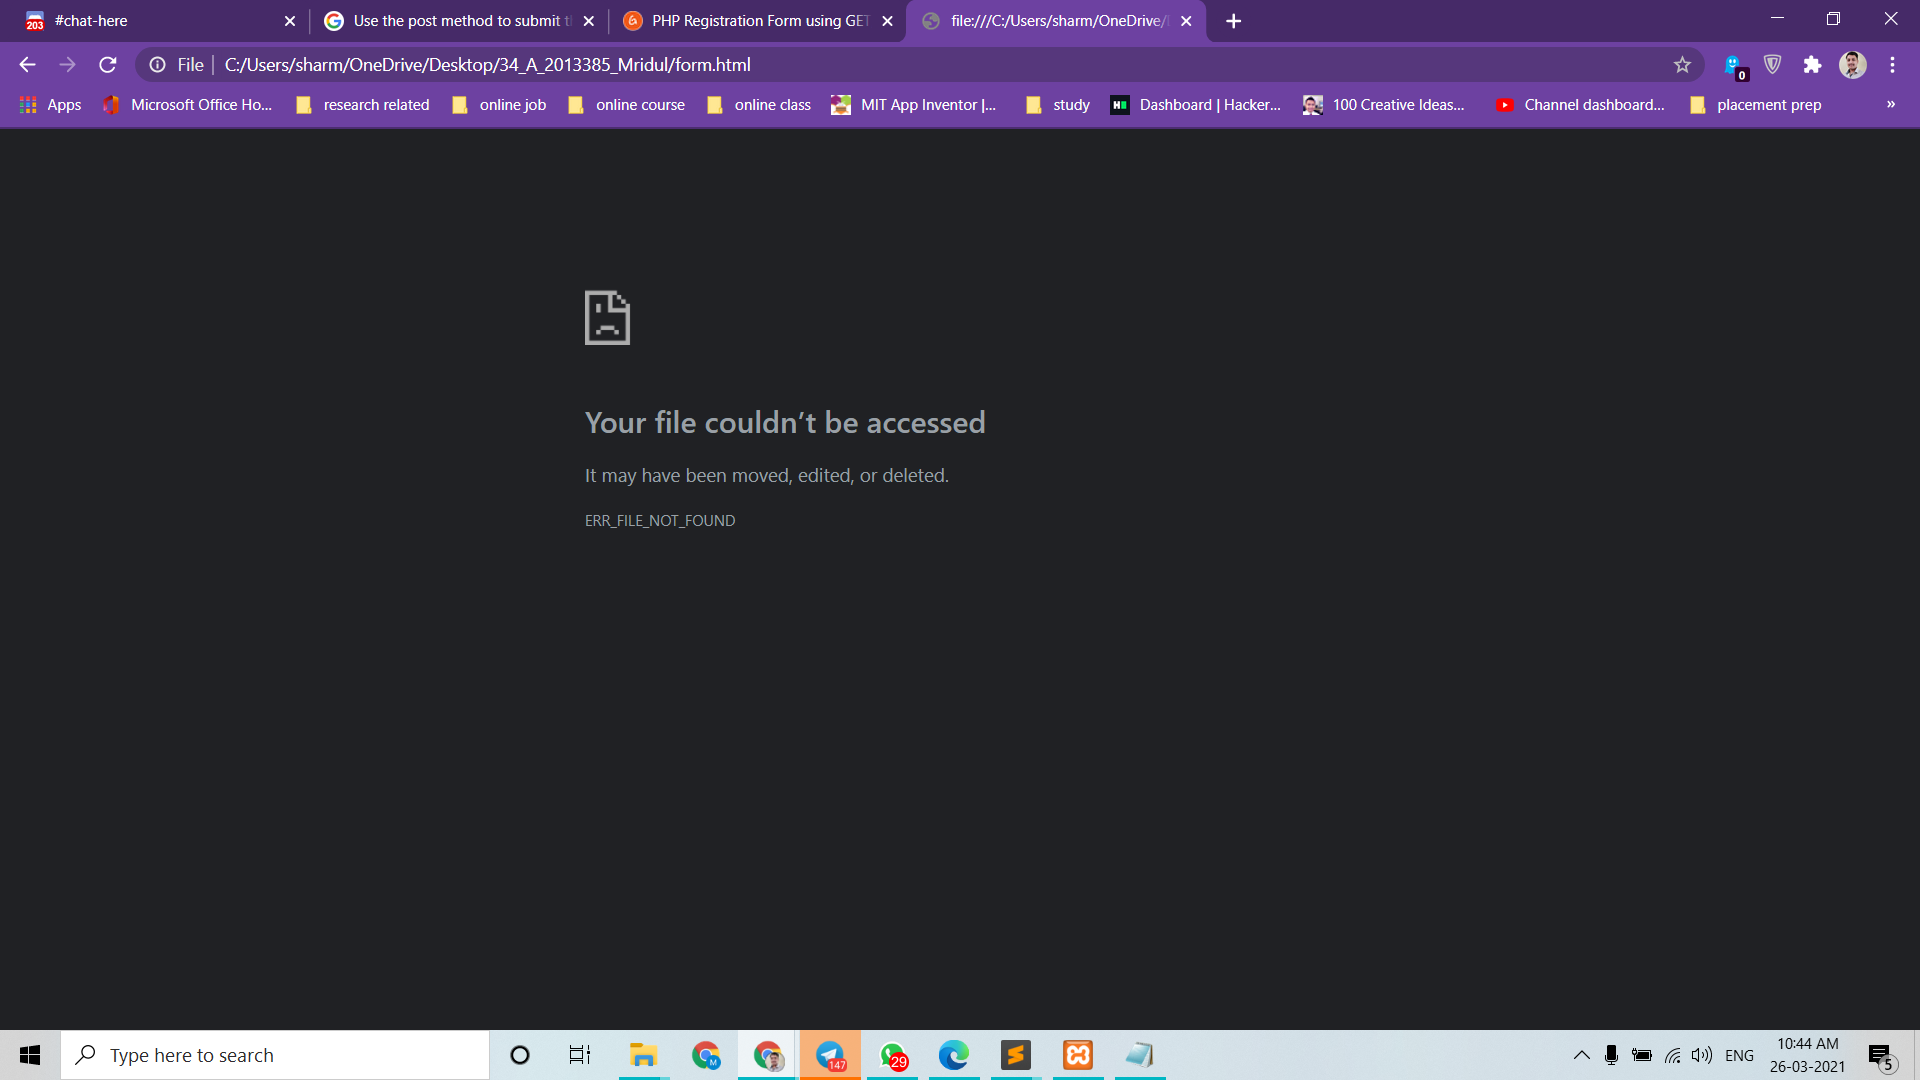 203
#chat-here
Use the post method to submit t
PHP Registration Form using GET
file:///C:/Users/sharm/OneDrive/
File
C:/Users/sharm/OneDrive/Desktop/34_A_2013385_Mridul/form.html
0
Apps
Microsoft Office Ho...
research related
online job
online course
online class
MIT App Inventor |...
study
Dashboard | Hacker...
100 Creative Ideas...
Channel dashboard...
placement prep
»
Your file couldn’t be accessed
It may have been moved, edited, or deleted.
ERR_FILE_NOT_FOUND
Type here to search
M
147
29
ENG
10:44 AM
26-03-2021
5